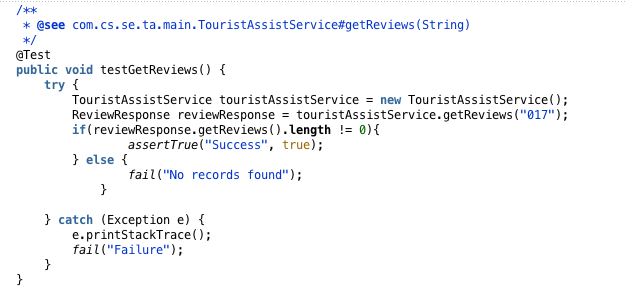 /**
 * @see com.cs.se.ta.main.TouristAssistService#getReviews(String)
 */
@Test
public void testGetReviews() {
    try {
        TouristAssistService touristAssistService = new TouristAssistService();
        ReviewResponse reviewResponse = touristAssistService.getReviews("017");
        if(reviewResponse.getReviews().length != 0){
                assertTrue("Success", true);
        } else {
                fail("No records found");
            }

    } catch (Exception e) {
        e.printStackTrace();
        fail("Failure");
    }
}